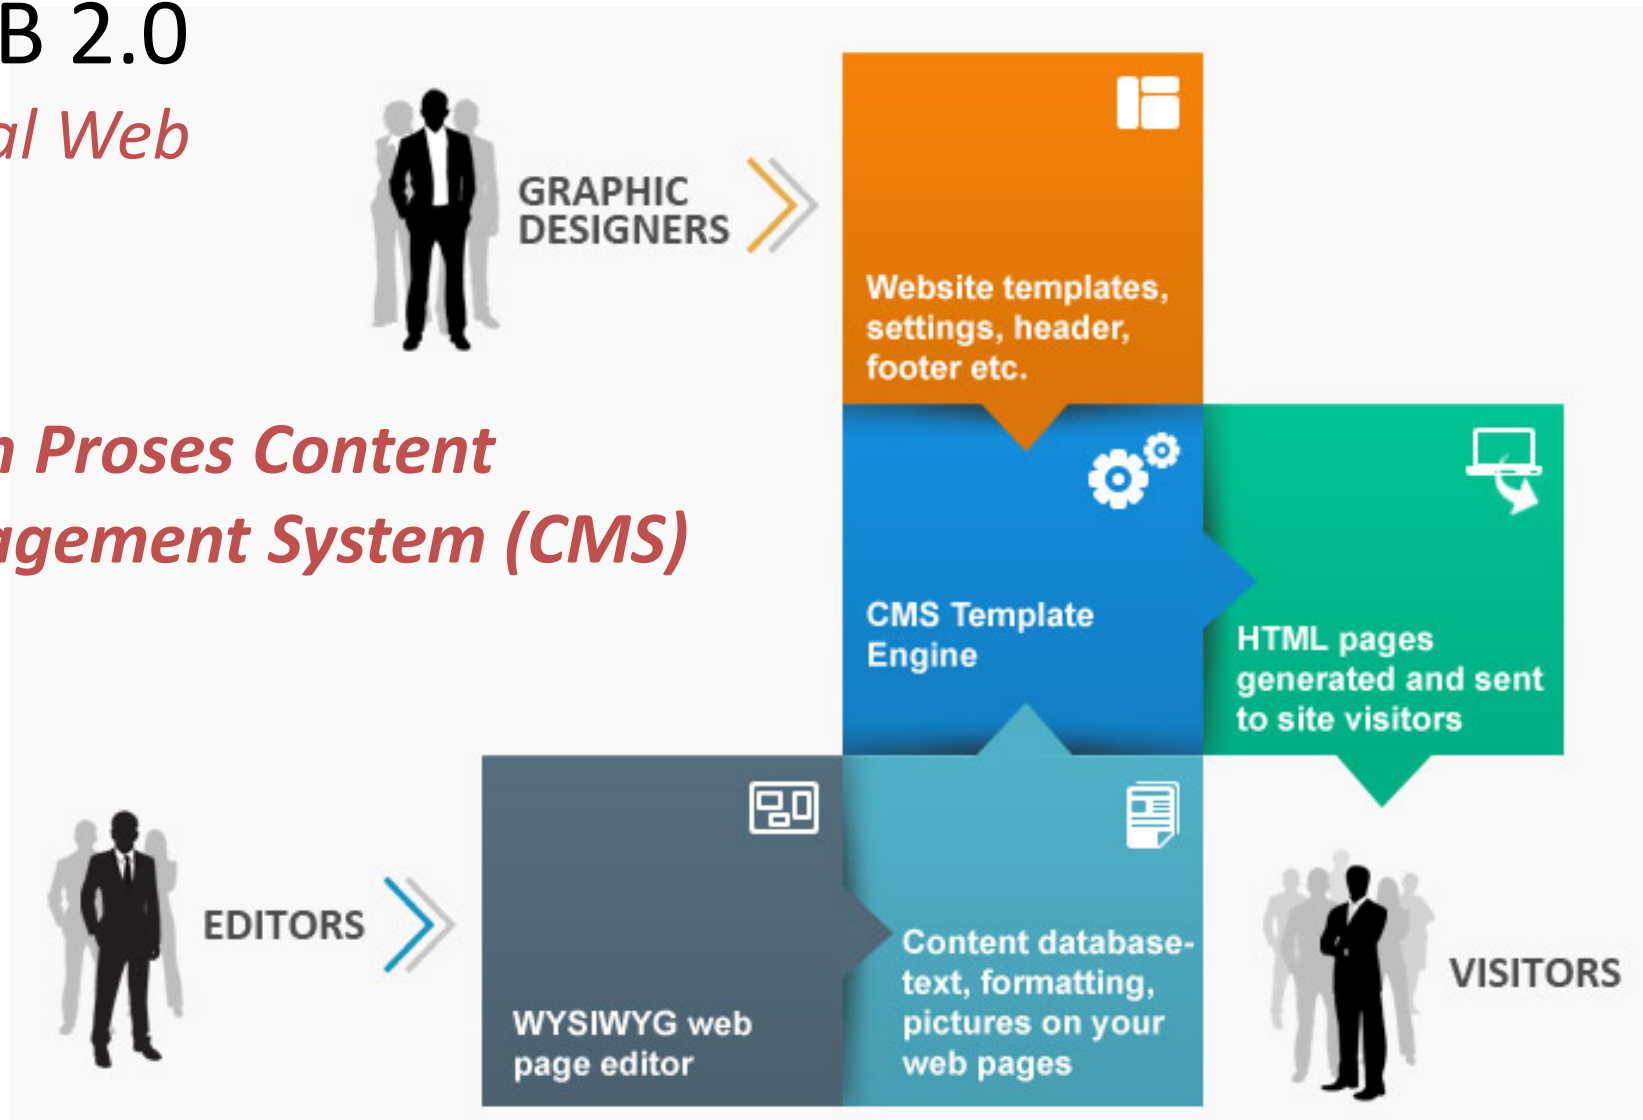 B 2.0
al Web
GRAPHIC
DESIGNERS
Website templates,
settings, header,
footer etc.
n Proses Content
agement System (CMS)
CMS Template
Engine
HTML pages
generated and sent
to site visitors
EDITORS
WYSIWYG web
page editor
Content database-
text, formatting,
pictures on your
web pages
VISITORS